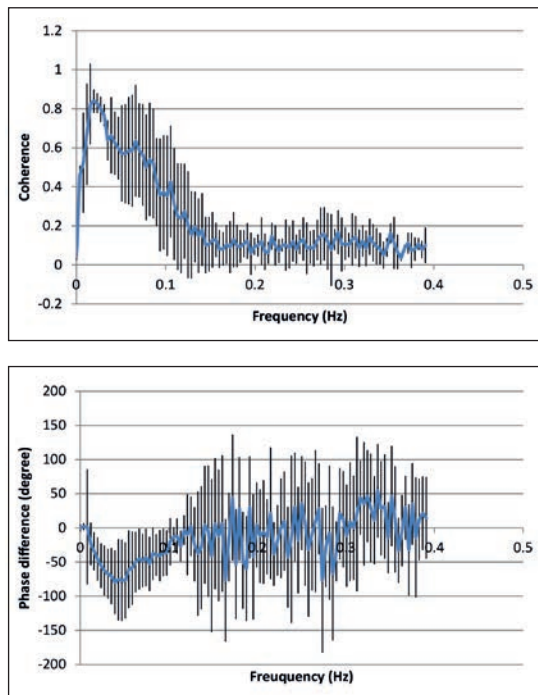 1.2
1
0.8
0.6
0.4
0.2
0
-0.2
Coherence
0 0.1 0.2 0.3 0.4 0.5
Frequency (Hz)
200
150
100
50
0
-50
-100
-150
-200
Phase difference (degree)
0 0.1 0.2 0.3 0.4 0.5
Freuquency (Hz)